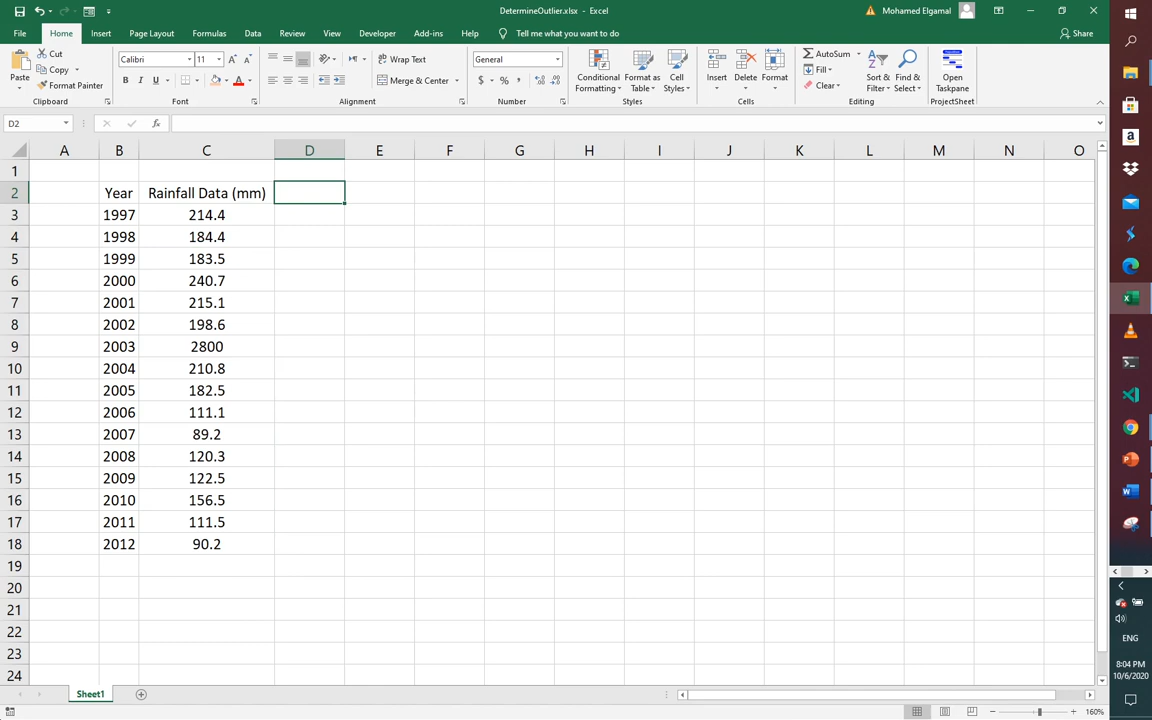 DetermineOutlier.xlsx - Excel
Mohamed Elgamal
File Home Insert Page Layout Formulas Data Review View Developer Add-ins Help Tell me what you want to do Share
Paste
Cut
Copy
Format Painter
Calibri 11
B I U
Wrap Text
Merge & Center
General
$ % ,
Conditional Formatting
Format as Table
Cell Styles
Insert Delete Format
AutoSum
Fill
Clear
Sort & Filter
Find & Select
Open Taskpane
Clipboard Font Alignment Number Styles Cells Editing ProjectSheet
D2 fx
A B C D E F G H I J K L M N O
1
2 Year Rainfall Data (mm)
3 1997 214.4
4 1998 184.4
5 1999 183.5
6 2000 240.7
7 2001 215.1
8 2002 198.6
9 2003 2800
10 2004 210.8
11 2005 182.5
12 2006 111.1
13 2007 89.2
14 2008 120.3
15 2009 122.5
16 2010 156.5
17 2011 111.5
18 2012 90.2
19
20
21
22
23
24
Sheet1
160%
ENG
8:04 PM
10/6/2020